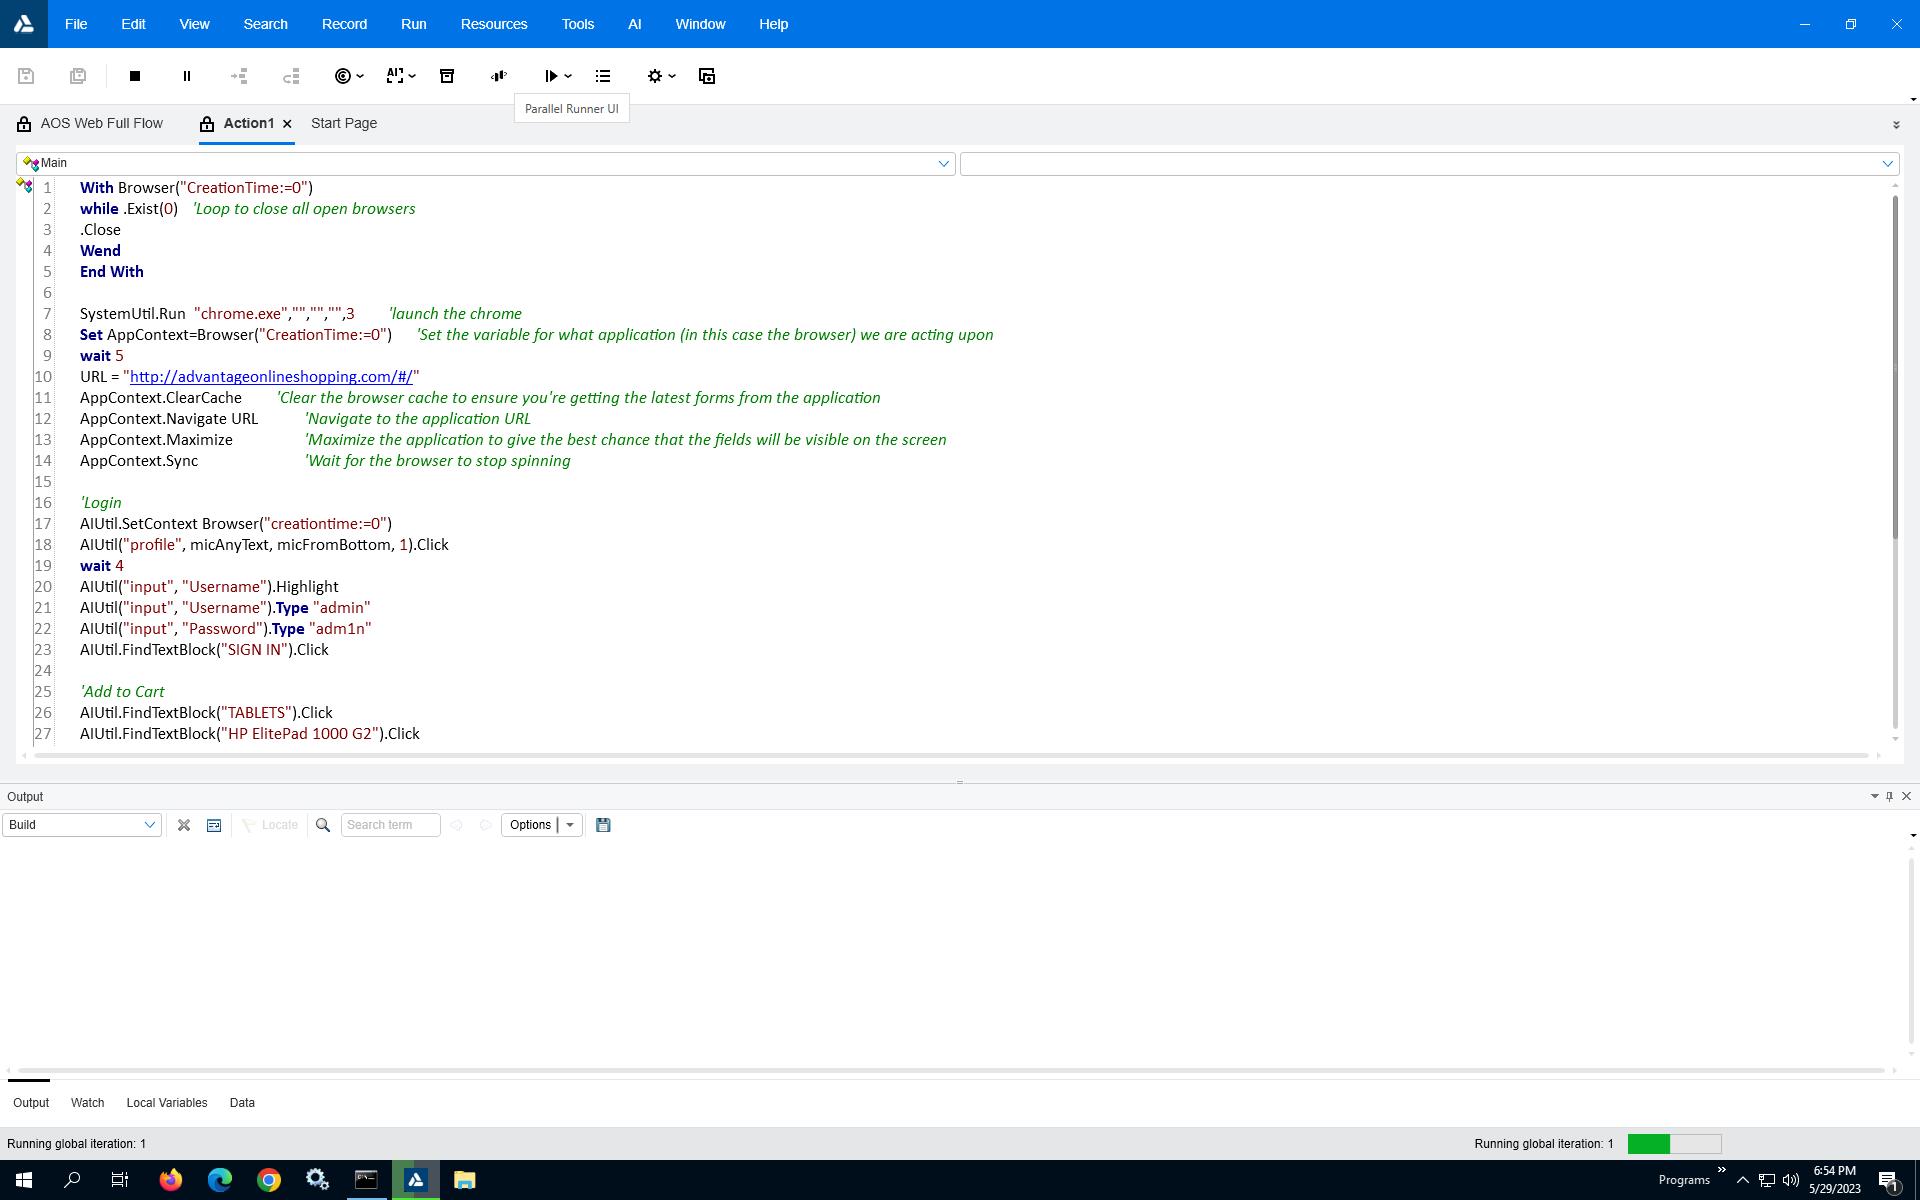 File Edit View Search Record Run Resources Tools AI Window Help
Parallel Runner UI
AOS Web Full Flow Action1 Start Page
Main
1 With Browser("CreationTime:=0")
2 while .Exist(0) 'Loop to close all open browsers
3 .Close
4 Wend
5 End With
6
7 SystemUtil.Run "chrome.exe","","","",3 'launch the chrome
8 Set AppContext=Browser("CreationTime:=0") 'Set the variable for what application (in this case the browser) we are acting upon
9 wait 5
10 URL = "http://advantageonlineshopping.com/#/"
11 AppContext.ClearCache 'Clear the browser cache to ensure you're getting the latest forms from the application
12 AppContext.Navigate URL 'Navigate to the application URL
13 AppContext.Maximize 'Maximize the application to give the best chance that the fields will be visible on the screen
14 AppContext.Sync 'Wait for the browser to stop spinning
15
16 'Login
17 AIUtil.SetContext Browser("creationtime:=0")
18 AIUtil("profile", micAnyText, micFromBottom, 1).Click
19 wait 4
20 AIUtil("input", "Username").Highlight
21 AIUtil("input", "Username").Type "admin"
22 AIUtil("input", "Password").Type "adm1n"
23 AIUtil.FindTextBlock("SIGN IN").Click
24
25 'Add to Cart
26 AIUtil.FindTextBlock("TABLETS").Click
27 AIUtil.FindTextBlock("HP ElitePad 1000 G2").Click
Output
Build Locate Search term Options
Output Watch Local Variables Data
Running global iteration: 1 Running global iteration: 1
Programs 6:54 PM
5/29/2023 1